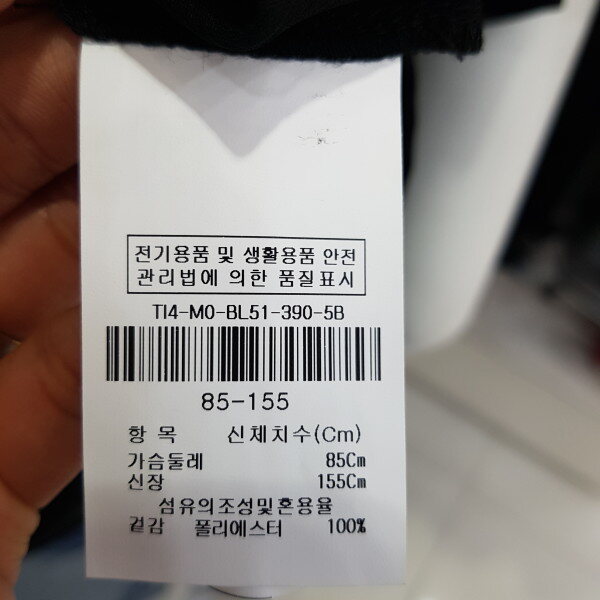 전기용품 및 생활용품 안전
관리법에 의한 품질표시
TI4-MO-BL51-390-5B
85-155
항 목 신체치수(Cm)
가슴둘레 85Cm
신장 155Cm
섬유의조성및혼용율
겉감 폴리에스터 100%